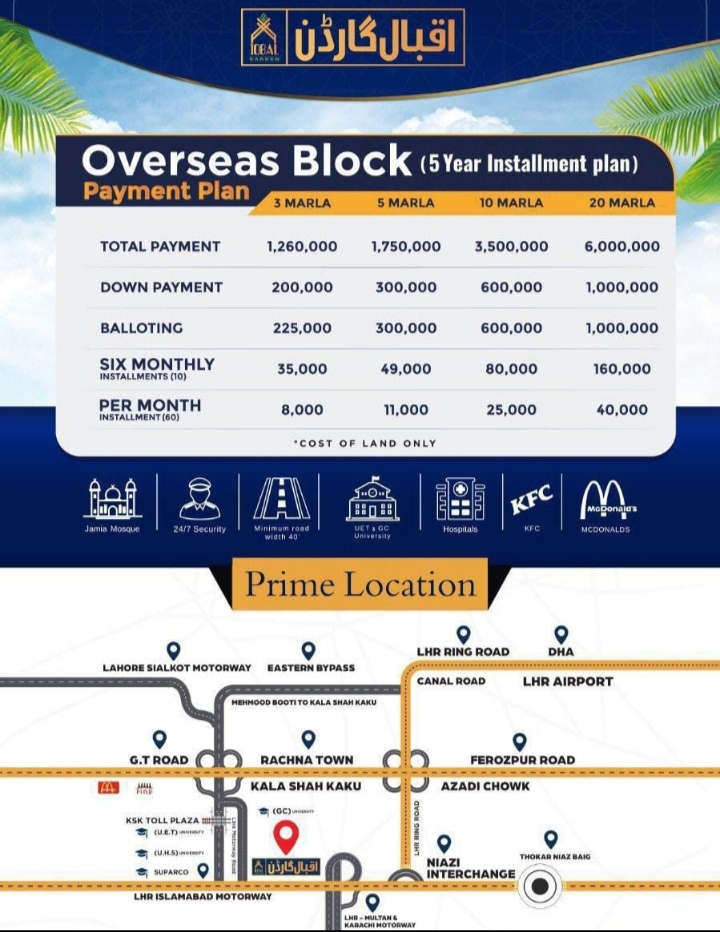 اقبال گارڈن
IQBAL
GARDEN
Overseas Block (5 Year Installment plan)
Payment Plan
3 MARLA 5 MARLA 10 MARLA 20 MARLA
TOTAL PAYMENT 1,260,000 1,750,000 3,500,000 6,000,000
DOWN PAYMENT 200,000 300,000 600,000 1,000,000
BALLOTING 225,000 300,000 600,000 1,000,000
SIX MONTHLY 35,000 49,000 80,000 160,000
INSTALLMENTS (10)
PER MONTH 8,000 11,000 25,000 40,000
INSTALLMENT (60)
*COST OF LAND ONLY
KFC
McDonald's
Jamia Mosque
24/7 Security
Minimum road
width 40'
UET & GC
University
Hospitals
KFC
MCDONALDS
Prime Location
LHR RING ROAD DHA
LAHORE SIALKOT MOTORWAY EASTERN BYPASS
CANAL ROAD LHR AIRPORT
MEHMOOD BOOTI TO KALA SHAH KAKU
G.T ROAD RACHNA TOWN FEROZPUR ROAD
KALA SHAH KAKU AZADI CHOWK
(GC) UNIVERSITY
KSK TOLL PLAZA
(U.E.T) UNIVERSITY
(U.H.S) UNIVERSITY
SUPARCO
Link Motorway Road
اقبال گارڈن
LHR RING ROAD
NIAZI
INTERCHANGE
THOKAR NIAZ BAIG
LHR ISLAMABAD MOTORWAY
LHR - MULTAN &
KARACHI MOTORWAY